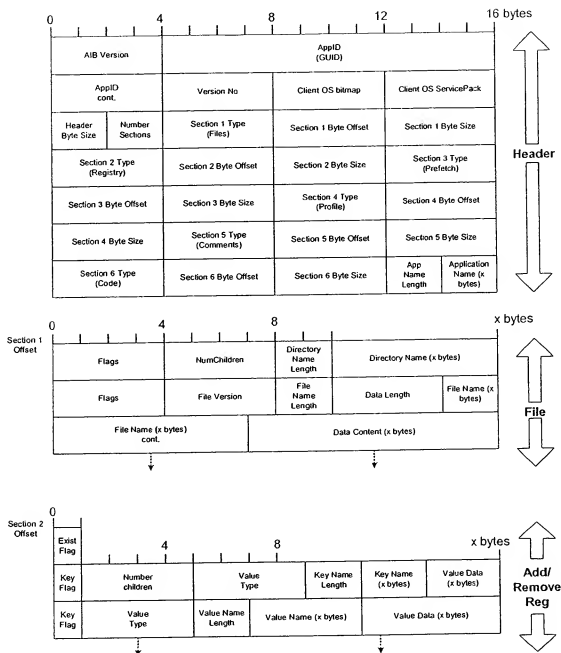 0 4 8 12 16 bytes
AIB Version
AppID
(GUID)
AppID
cont.
Version No
Client OS bitmap
Client OS ServicePack
Header
Byte Size
Number
Sections
Section 1 Type
(Files)
Section 1 Byte Offset
Section 1 Byte Size
Section 2 Type
(Registry)
Section 2 Byte Offset
Section 2 Byte Size
Section 3 Type
(Prefetch)
Section 3 Byte Offset
Section 3 Byte Size
Section 4 Type
(Profile)
Section 4 Byte Offset
Section 4 Byte Size
Section 5 Type
(Comments)
Section 5 Byte Offset
Section 5 Byte Size
Section 6 Type
(Code)
Section 6 Byte Offset
Section 6 Byte Size
App
Name
Length
Application
Name (x
bytes)
Header
0 4 8 x bytes
Section 1
Offset
Flags
NumChildren
Directory
Name
Length
Directory Name (x bytes)
Flags
File Version
File
Name
Length
Data Length
File Name (x
bytes)
File Name (x bytes)
cont.
Data Content (x bytes)
File
0
Section 2
Offset
Exist
Flag
4 8 x bytes
Key
Flag
Number
children
Value
Type
Key Name
Length
Key Name
(x bytes)
Value Data
(x bytes)
Key
Flag
Value
Type
Value Name
Length
Value Name (x bytes)
Value Data (x bytes)
Add/
Remove
Reg